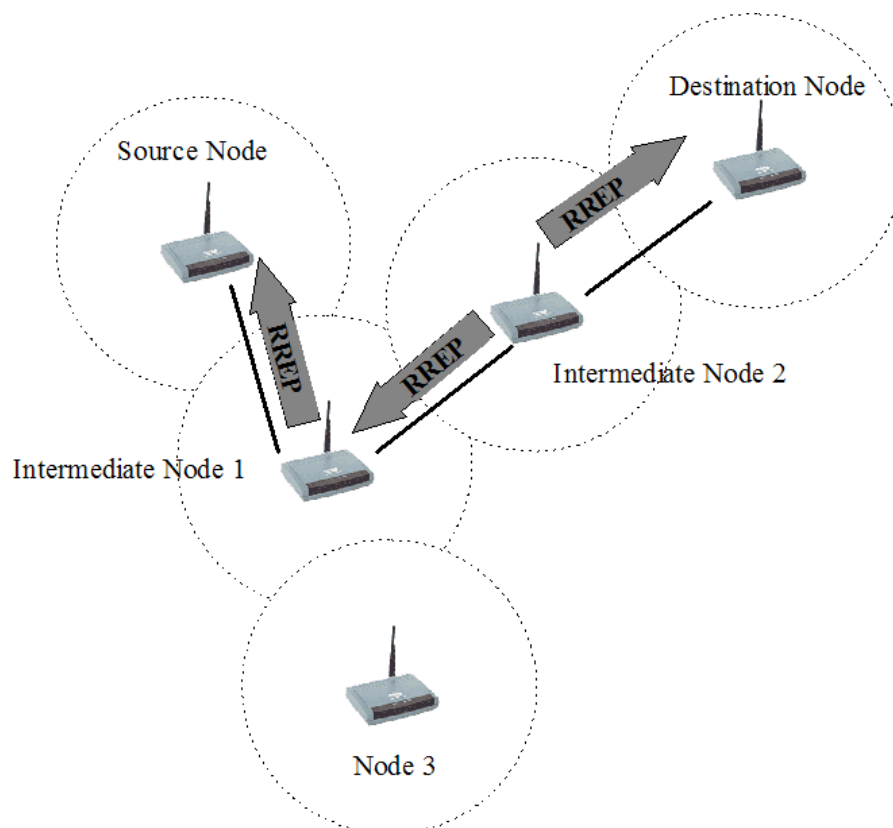 Destination Node
Source Node
RREP
RREP
RREP
Intermediate Node 2
Intermediate Node 1
Node 3